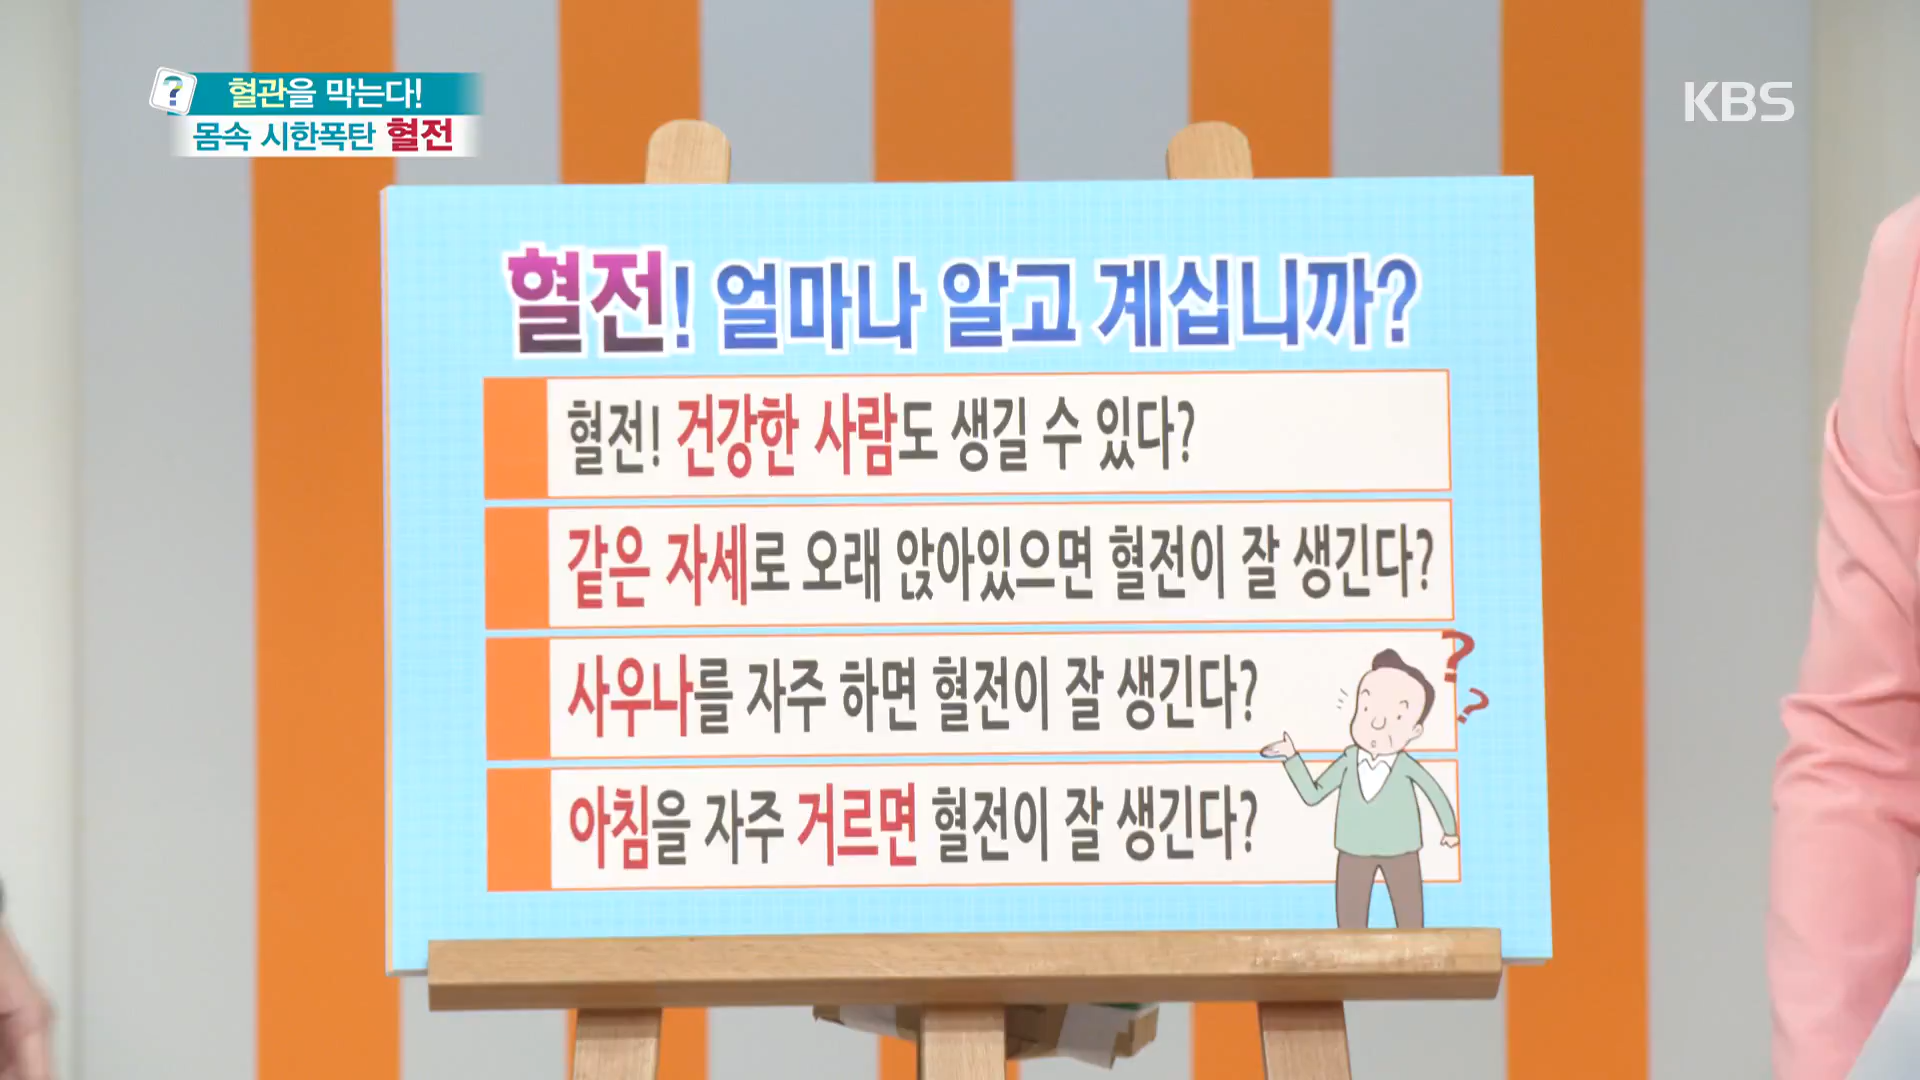 혈관을 막는다!
몸속 시한폭탄 혈전
KBS
혈전! 얼마나 알고 계십니까?
혈전! 건강한 사람도 생길 수 있다?
같은 자세로 오래 앉아있으면 혈전이 잘 생긴다?
사우나를 자주 하면 혈전이 잘 생긴다?
아침을 자주 거르면 혈전이 잘 생긴다?